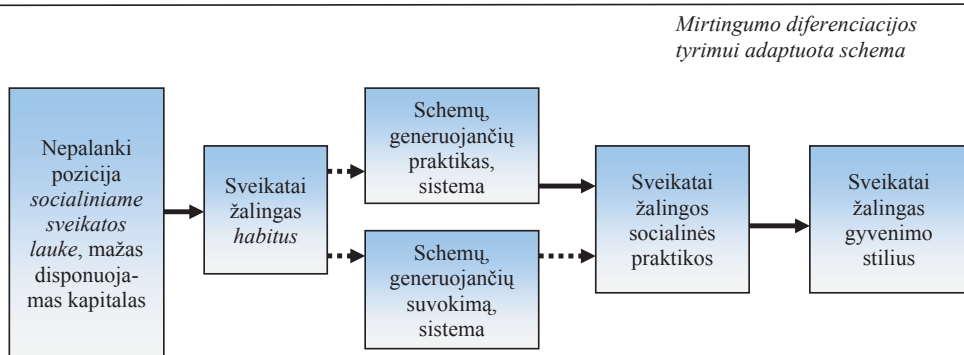 Mirtingumo diferenciacijos
tyrimui adaptuota schema
Nepalanki
pozicija
socialiniame
sveikatos
lauke, mažas
disponuoja-
mas kapitalas
Sveikatai
žalingas
habitus
Schemų,
generuojančių
praktikas,
sistema
Schemų,
generuojančių
suvokimą,
sistema
Sveikatai
žalingos
socialinės
praktikos
Sveikatai
žalingas
gyvenimo
stilius